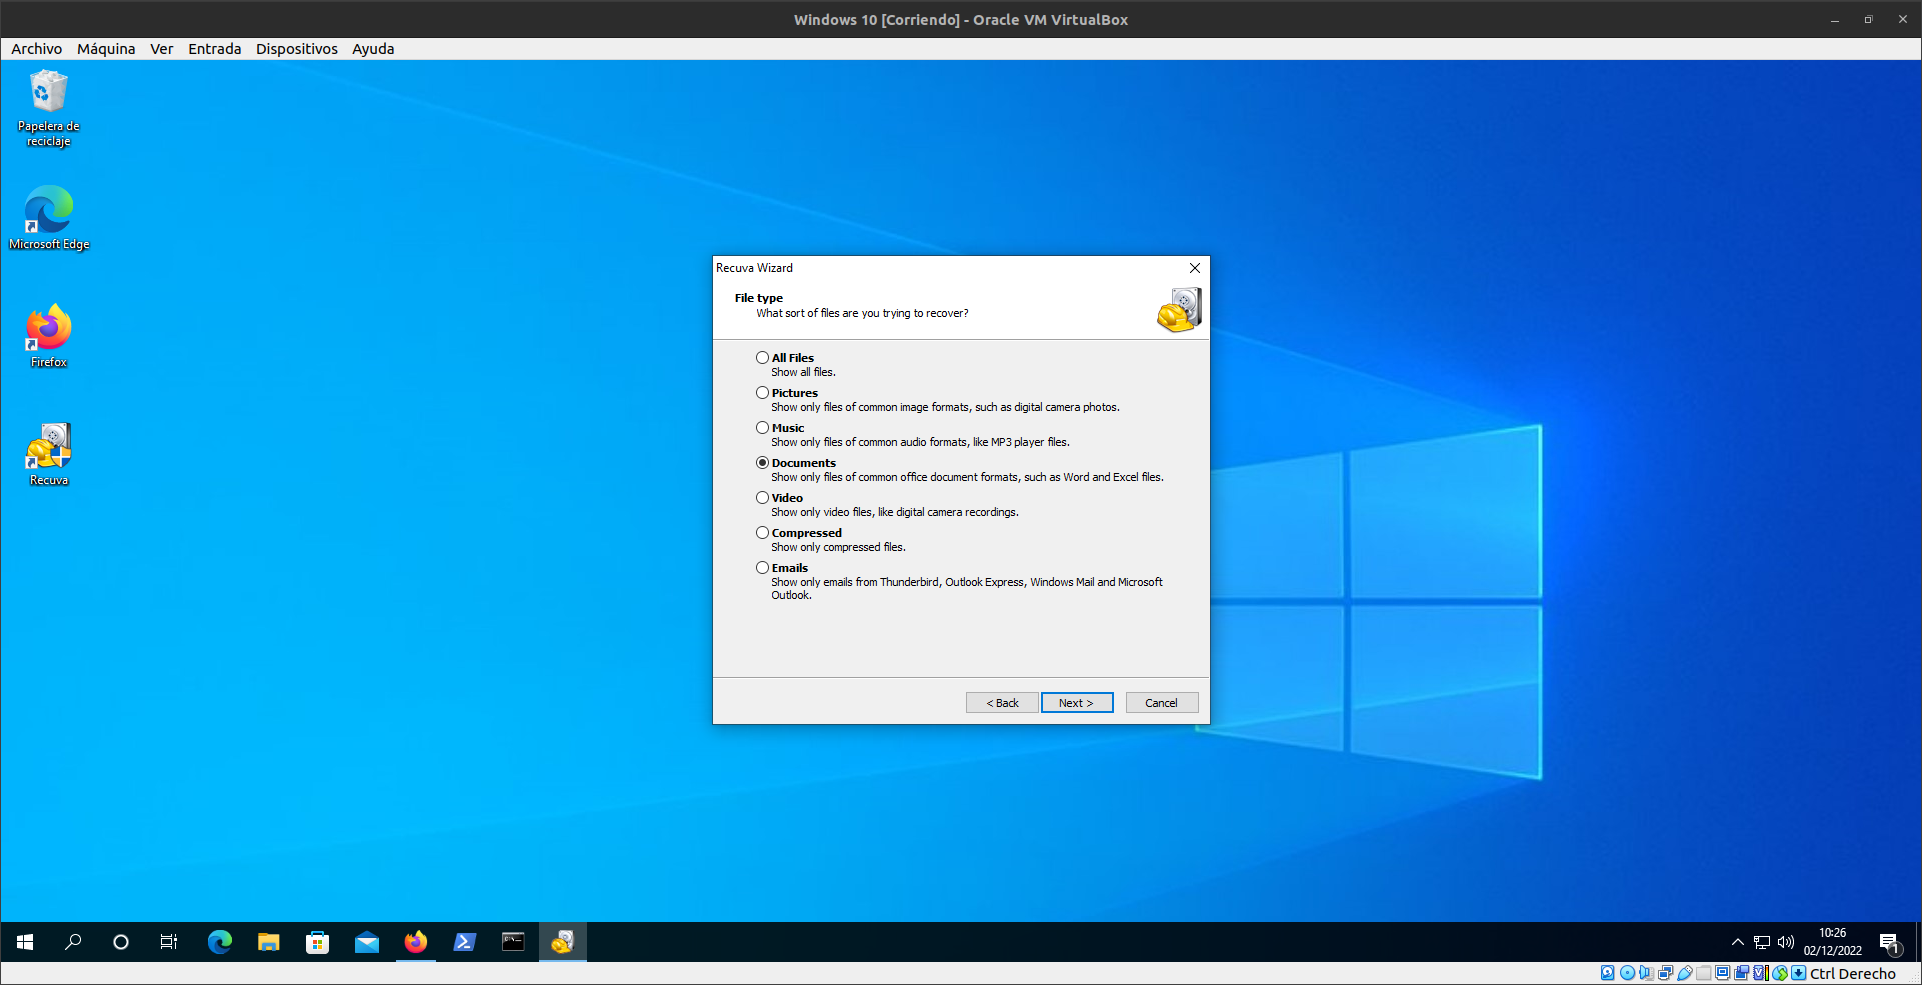 Windows 10 [Corriendo] - Oracle VM VirtualBox
Archivo Máquina Ver Entrada Dispositivos Ayuda
Papelera de
reciclaje
Microsoft Edge
Firefox
Recuva
Recuva Wizard
File type
What sort of files are you trying to recover?
All Files
Show all files.
Pictures
Show only files of common image formats, such as digital camera photos.
Music
Show only files of common audio formats, like MP3 player files.
Documents
Show only files of common office document formats, such as Word and Excel files.
Video
Show only video files, like digital camera recordings.
Compressed
Show only compressed files.
Emails
Show only emails from Thunderbird, Outlook Express, Windows Mail and Microsoft
Outlook.
< Back Next > Cancel
10:26
02/12/2022
1
Ctrl Derecho